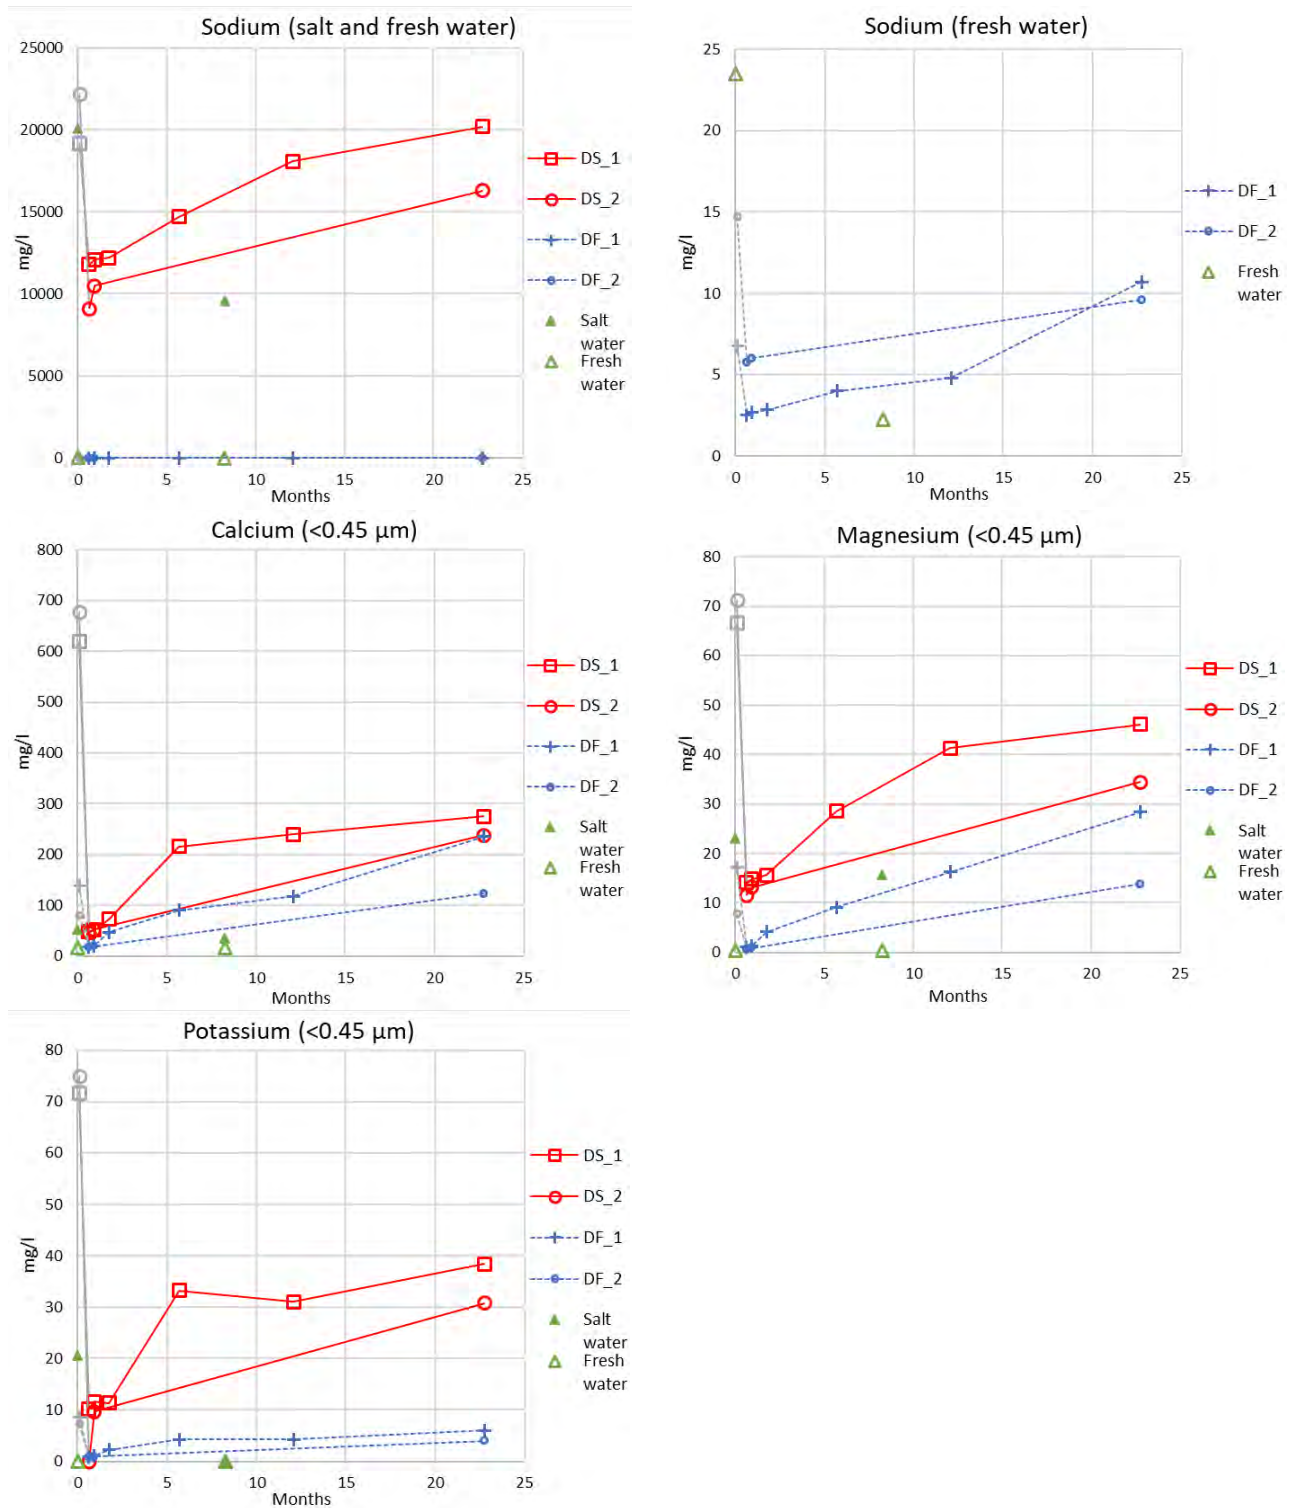 Sodium (salt and fresh water)
25000
20000
15000
10000
5000
0
mg/l
0 5 10 15 20 25
Months
DS_1
DS_2
DF_1
DF_2
Salt
water
Fresh
water
Sodium (fresh water)
25
20
15
10
5
0
mg/l
0 5 10 15 20 25
Months
DF_1
DF_2
Fresh
water
Calcium (<0.45 µm)
800
700
600
500
400
300
200
100
0
mg/l
0 5 10 15 20 25
Months
DS_1
DS_2
DF_1
DF_2
Salt
water
Fresh
water
Magnesium (<0.45 µm)
80
70
60
50
40
30
20
10
0
mg/l
0 5 10 15 20 25
Months
DS_1
DS_2
DF_1
DF_2
Salt
water
Fresh
water
Potassium (<0.45 µm)
80
70
60
50
40
30
20
10
0
mg/l
0 5 10 15 20 25
Months
DS_1
DS_2
DF_1
DF_2
Salt
water
Fresh
water